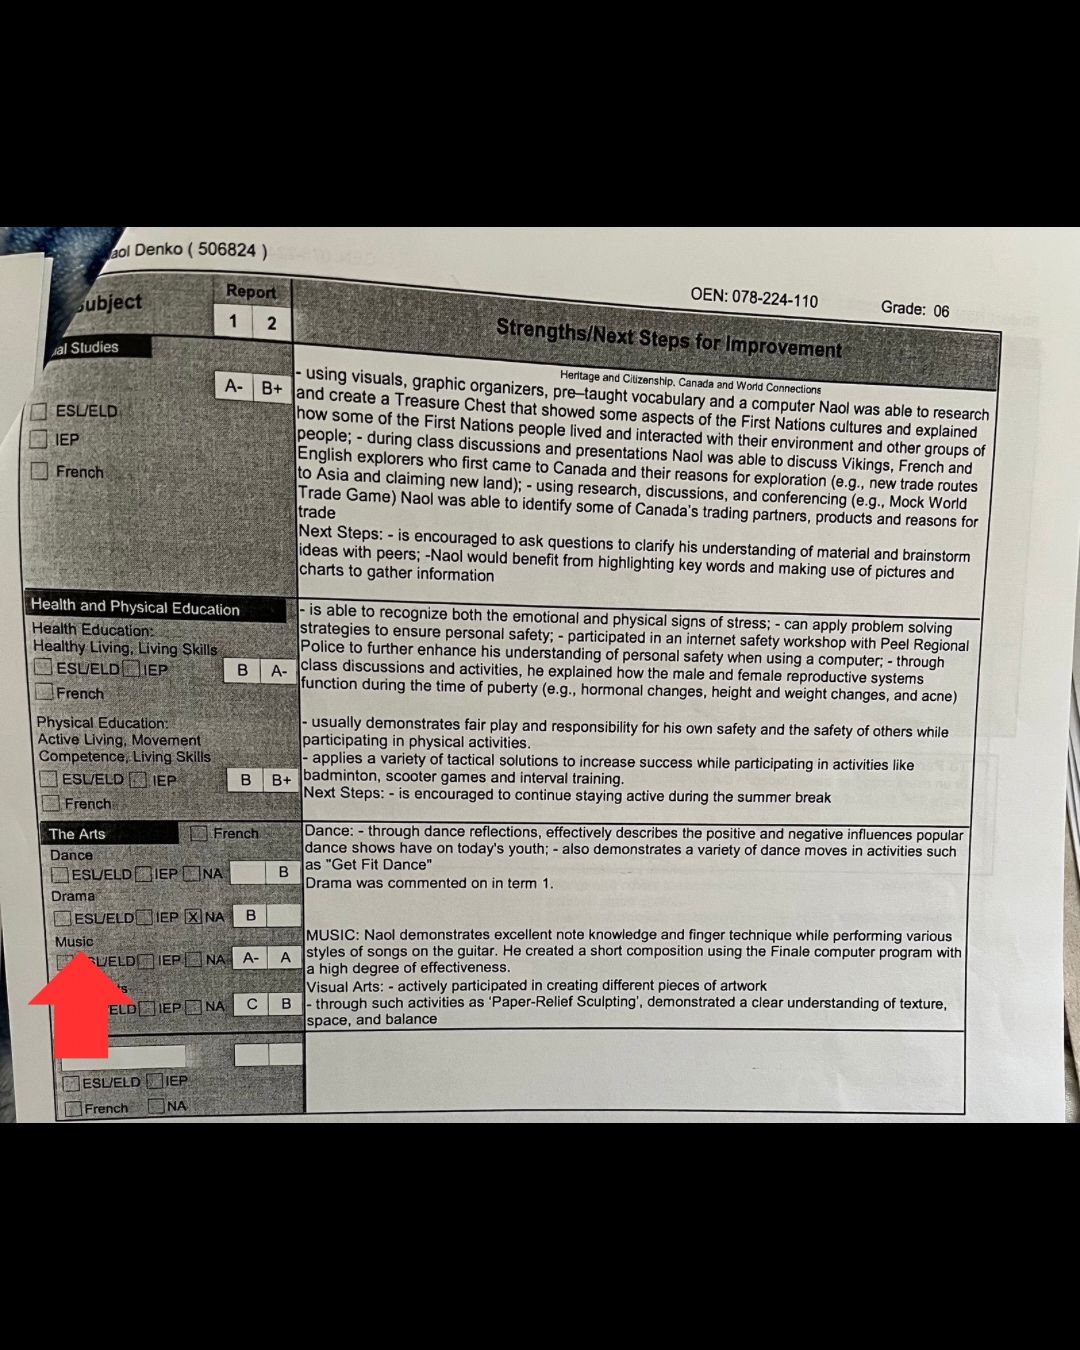 aol Denko ( 506824 )
OEN: 078-224-110 Grade: 06
ubject Report Strengths/Next Steps for Improvement
1 2
al Studies
Heritage and Citizenship, Canada and World Connections
A- B+
ESL/ELD
IEP
French
- using visuals, graphic organizers, pre–taught vocabulary and a computer Naol was able to research
and create a Treasure Chest that showed some aspects of the First Nations cultures and explained
how some of the First Nations people lived and interacted with their environment and other groups of
people; - during class discussions and presentations Naol was able to discuss Vikings, French and
English explorers who first came to Canada and their reasons for exploration (e.g., new trade routes
to Asia and claiming new land); - using research, discussions, and conferencing (e.g., Mock World
Trade Game) Naol was able to identify some of Canada's trading partners, products and reasons for
trade
Next Steps: - is encouraged to ask questions to clarify his understanding of material and brainstorm
ideas with peers; -Naol would benefit from highlighting key words and making use of pictures and
charts to gather information
Health and Physical Education
Health Education:
Healthy Living, Living Skills
ESL/ELD IEP B A-
French
- is able to recognize both the emotional and physical signs of stress; - can apply problem solving
strategies to ensure personal safety; - participated in an internet safety workshop with Peel Regional
Police to further enhance his understanding of personal safety when using a computer; - through
class discussions and activities, he explained how the male and female reproductive systems
function during the time of puberty (e.g., hormonal changes, height and weight changes, and acne)
Physical Education:
Active Living, Movement
Competence, Living Skills
ESL/ELD IEP B B+
French
- usually demonstrates fair play and responsibility for his own safety and the safety of others while
participating in physical activities.
- applies a variety of tactical solutions to increase success while participating in activities like
badminton, scooter games and interval training.
Next Steps: - is encouraged to continue staying active during the summer break
The Arts French
Dance
ESL/ELD IEP NA B
Drama
ESL/ELD IEP X NA B
Music
SL/ELD IEP NA A- A
ts
ELD IEP NA C B
Dance: - through dance reflections, effectively describes the positive and negative influences popular
dance shows have on today's youth; - also demonstrates a variety of dance moves in activities such
as "Get Fit Dance"
Drama was commented on in term 1.
MUSIC: Naol demonstrates excellent note knowledge and finger technique while performing various
styles of songs on the guitar. He created a short composition using the Finale computer program with
a high degree of effectiveness.
Visual Arts: - actively participated in creating different pieces of artwork
- through such activities as 'Paper-Relief Sculpting', demonstrated a clear understanding of texture,
space, and balance
ESL/ELD IEP
French NA